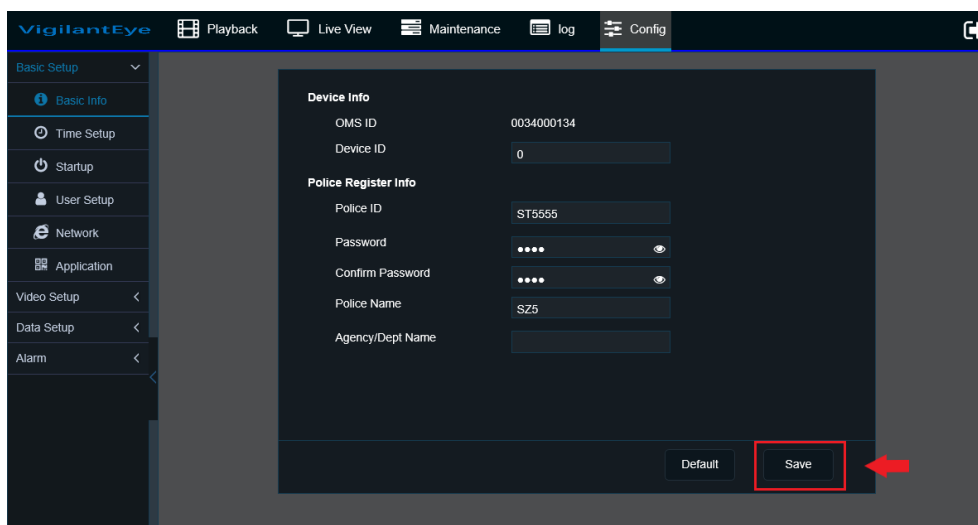 VigilantEye Playback Live View Maintenance log Config
Basic Setup
Basic Info
Time Setup
Startup
User Setup
Network
Application
Video Setup
Data Setup
Alarm
Device Info
OMS ID 0034000134
Device ID 0
Police Register Info
Police ID ST5555
Password ••••
Confirm Password ••••
Police Name SZ5
Agency/Dept Name
Default Save